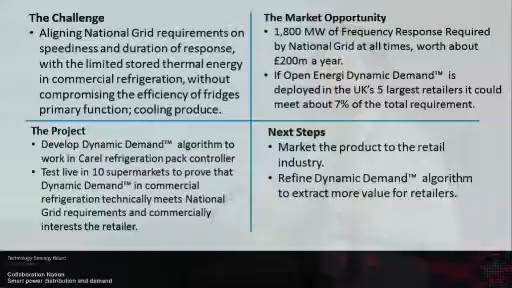 The Challenge
• Aligning National Grid requirements on
speediness and duration of response,
with the limited stored thermal energy
in commercial refrigeration, without
compromising the efficiency of fridges
primary function; cooling produce.
The Market Opportunity
• 1,800 MW of Frequency Response Required
by National Grid at all times, worth about
£200m a year.
• If Open Energi Dynamic Demand™ is
deployed in the UK's 5 largest retailers it could
meet about 7% of the total requirement.
The Project
• Develop Dynamic Demand™ algorithm to
work in Carel refrigeration pack controller
• Test live in 10 supermarkets to prove that
Dynamic Demand™ in commercial
refrigeration technically meets National
Grid requirements and commercially
interests the retailer.
Next Steps
• Market the product to the retail
industry.
• Refine Dynamic Demand™ algorithm
to extract more value for retailers.
Technology Strategy Board
Collaboration Nation
Smart power distribution and demand